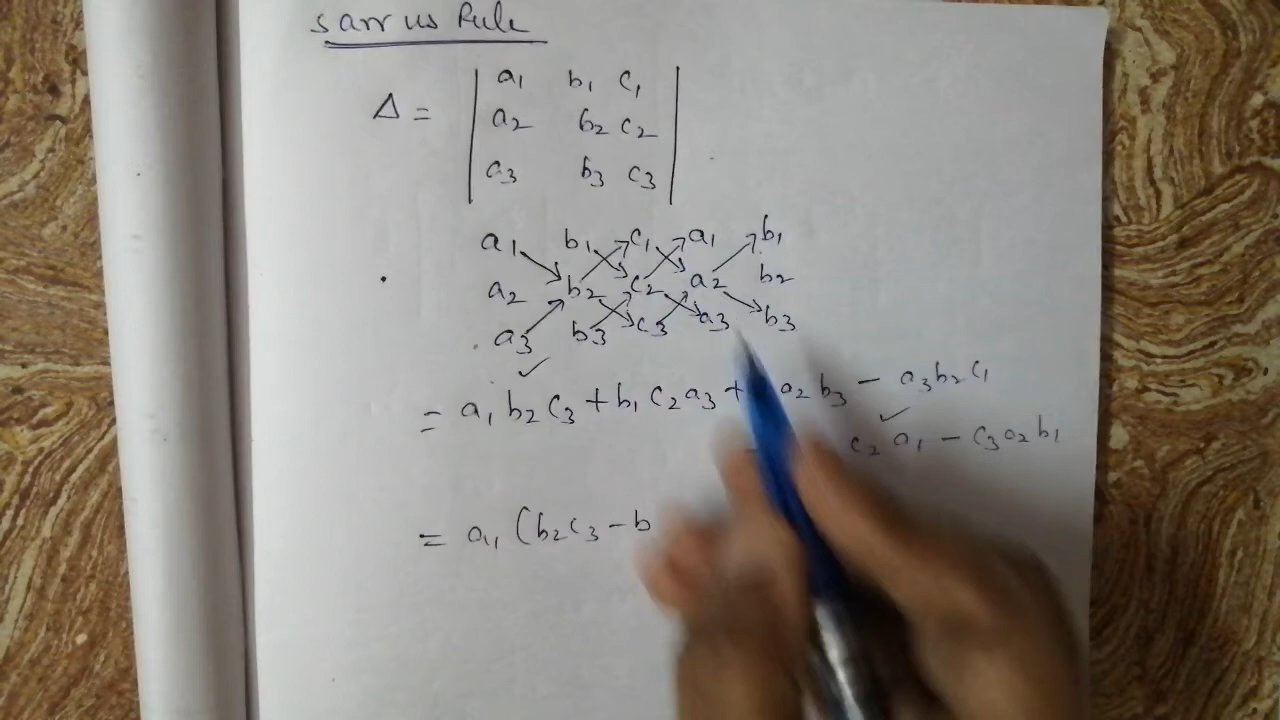 Sarrus Rule
a₁ b₁ c₁
Δ = a₂ b₂ c₂
a₃ b₃ c₃
a₁ b₁ c₁ a₁ b₁
a₂ b₂ c₂ a₂ b₂
a₃ b₃ c₃ a₃ b₃
= a₁ b₂ c₃ + b₁ c₂ a₃ + a₂ b₃ - a₃ b₂ c₁
c₂ a₁ - c₃ a₂ b₁
= a₁ (b₂ c₃ - b